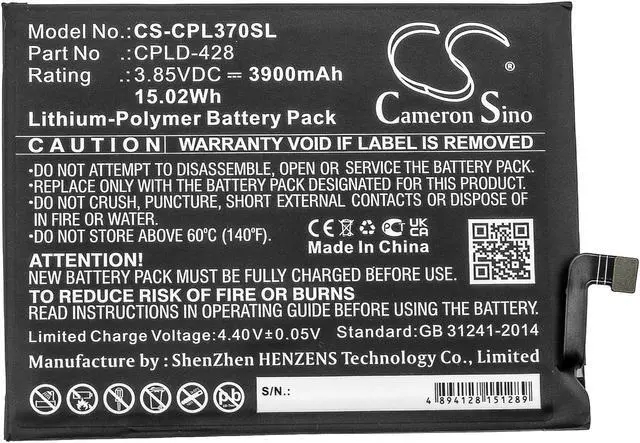 Model No. :CS-CPL370SL
Part No :CPLD-428
Rating :3.85VDC ⎓ 3900mAh
15.02Wh
Lithium-Polymer Battery Pack
CS
®
Cameron Sino
CAUTION WARRANTY VOID IF LABEL IS REMOVED
•DO NOT ATTEMPT TO DISASSEMBLE, OPEN OR SERVICE THE BATTERY PACK.
•REPLACE ONLY WITH THE BATTERY PACK DESIGNATED FOR THIS PRODUCT.
•DO NOT CRUSH, PUNCTURE, SHORT EXTERNAL CONTACTS OR DISPOSE OF
IN FIRE OR WATER.
•DO NOT STORE ABOVE 60°C (140°F).
CE UK CA
Made In China
ATTENTION!
NEW BATTERY PACK MUST BE FULLY CHARGED BEFORE USE.
TO REDUCE RISK OF FIRE OR BURNS
READ INSTRUCTIONS IN OPERATING GUIDE BEFORE USING THIS BATTERY.
Limited Charge Voltage:4.40V±0.05V Standard:GB 31241-2014
Manufacture by : ShenZhen HENZENS Technology Co., Limited
Pb
S/N.:
4 894128 151289